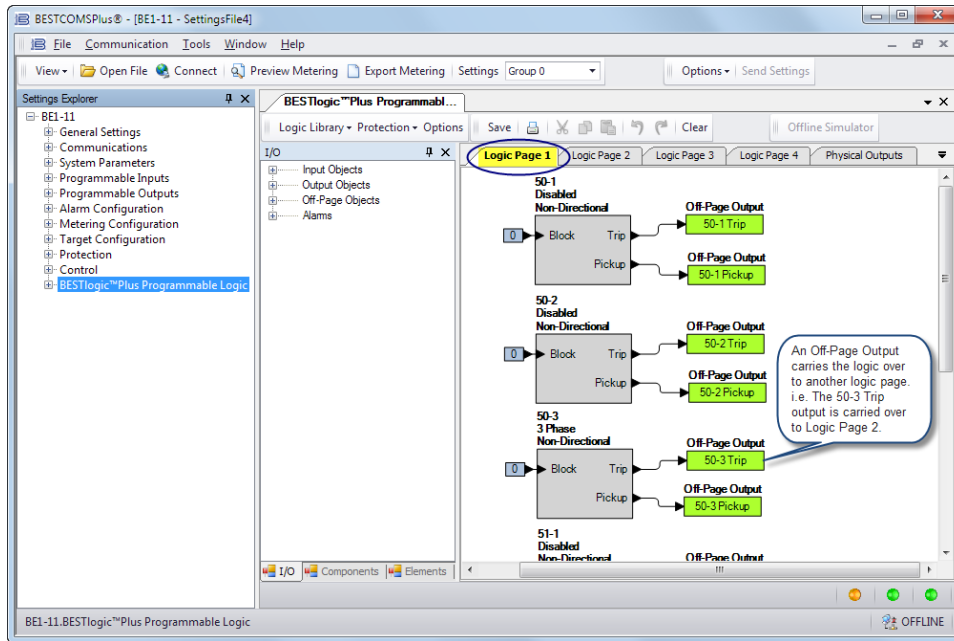 BESTCOMSPlus® - [BE1-11 - SettingsFile4]
File Communication Tools Window Help
View Open File Connect Preview Metering Export Metering Settings Group 0 Options Send Settings
Settings Explorer
BE1-11
General Settings
Communications
System Parameters
Programmable Inputs
Programmable Outputs
Alarm Configuration
Metering Configuration
Target Configuration
Protection
Control
BESTlogic™Plus Programmable Logic
BESTlogic™Plus Programmabl...
Logic Library Protection Options Save Clear Offline Simulator
I/O
Input Objects
Output Objects
Off-Page Objects
Alarms
I/O Components Elements
Logic Page 1 Logic Page 2 Logic Page 3 Logic Page 4 Physical Outputs
50-1
Disabled
Non-Directional
0 Block Trip
Pickup
Off-Page Output
50-1 Trip
Off-Page Output
50-1 Pickup
50-2
Disabled
Non-Directional
0 Block Trip
Pickup
Off-Page Output
50-2 Trip
Off-Page Output
50-2 Pickup
An Off-Page Output
carries the logic over
to another logic page.
i.e. The 50-3 Trip
output is carried over
to Logic Page 2.
50-3
3 Phase
Non-Directional
0 Block Trip
Pickup
Off-Page Output
50-3 Trip
Off-Page Output
50-3 Pickup
51-1
Disabled
Non-Directional
Off-Page Output
BE1-11.BESTlogic™Plus Programmable Logic
OFFLINE